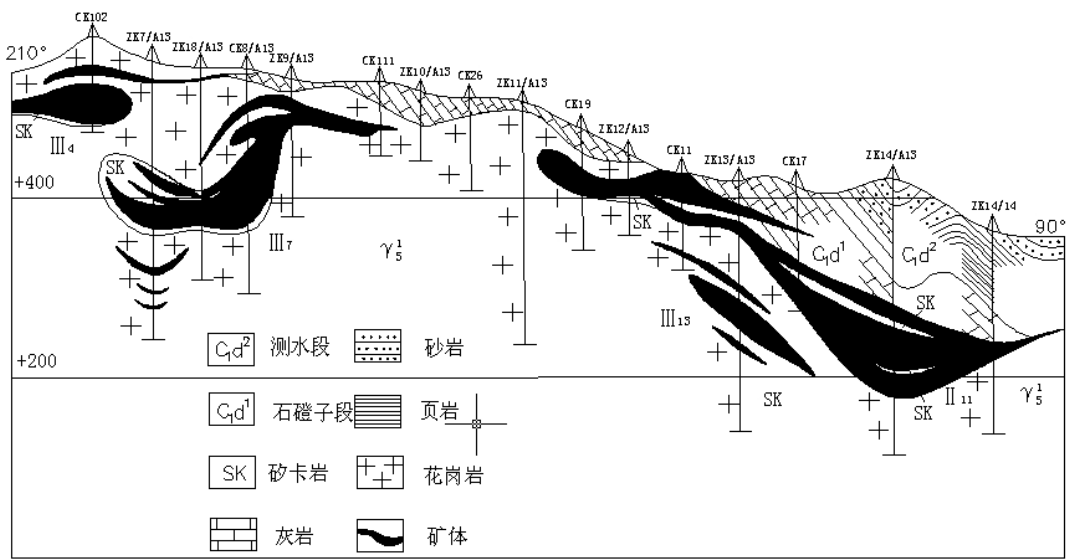 CK102
ZK7/A13
ZK18/A13
CK8/A13
ZK9/A13
CK111
ZK10/A13
CK26
ZK11/A13
CK19
ZK12/A13
CK11
ZK13/A13
CK17
ZK14/A13
ZK14/14
210°
90°
SK
Ⅲ4
SK
+400
Ⅲ7
γ₅¹
SK
C₁d¹
C₁d²
SK
Ⅲ13
+200
SK
SK
Ⅱ11
γ₅¹
C₁d² 测水段
砂岩
C₁d¹ 石磴子段
页岩
SK 矽卡岩
花岗岩
灰岩
矿体